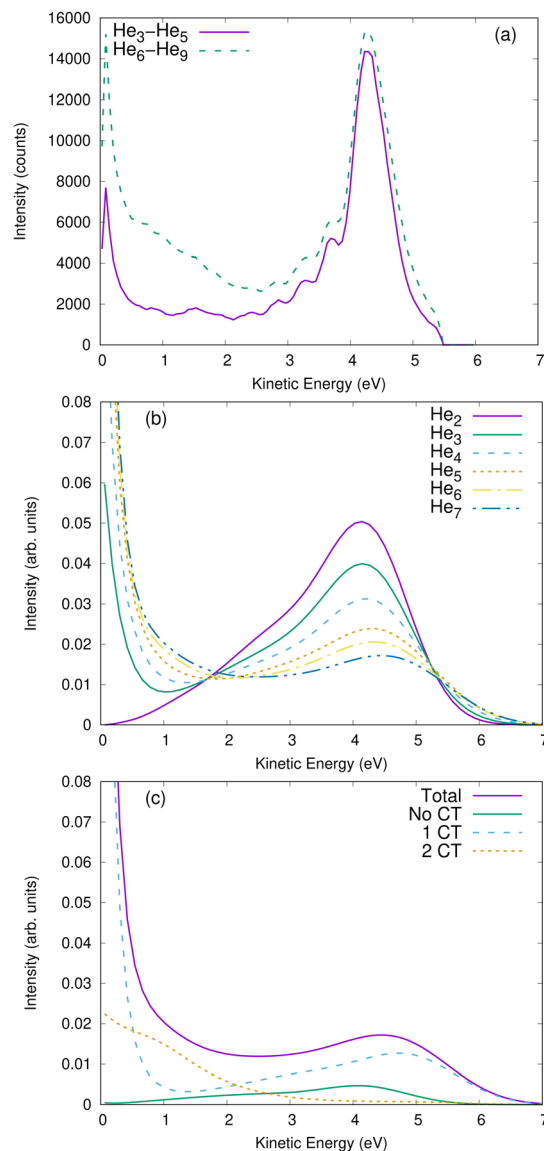 16000
14000
12000
10000
8000
6000
4000
2000
0
Intensity (counts)
He3–He5
He6–He9
(a)
0 1 2 3 4 5 6 7
Kinetic Energy (eV)
0.08
0.07
0.06
0.05
0.04
0.03
0.02
0.01
0
Intensity (arb. units)
(b)
He2
He3
He4
He5
He6
He7
0 1 2 3 4 5 6 7
Kinetic Energy (eV)
0.08
0.07
0.06
0.05
0.04
0.03
0.02
0.01
0
Intensity (arb. units)
(c)
Total
No CT
1 CT
2 CT
0 1 2 3 4 5 6 7
Kinetic Energy (eV)